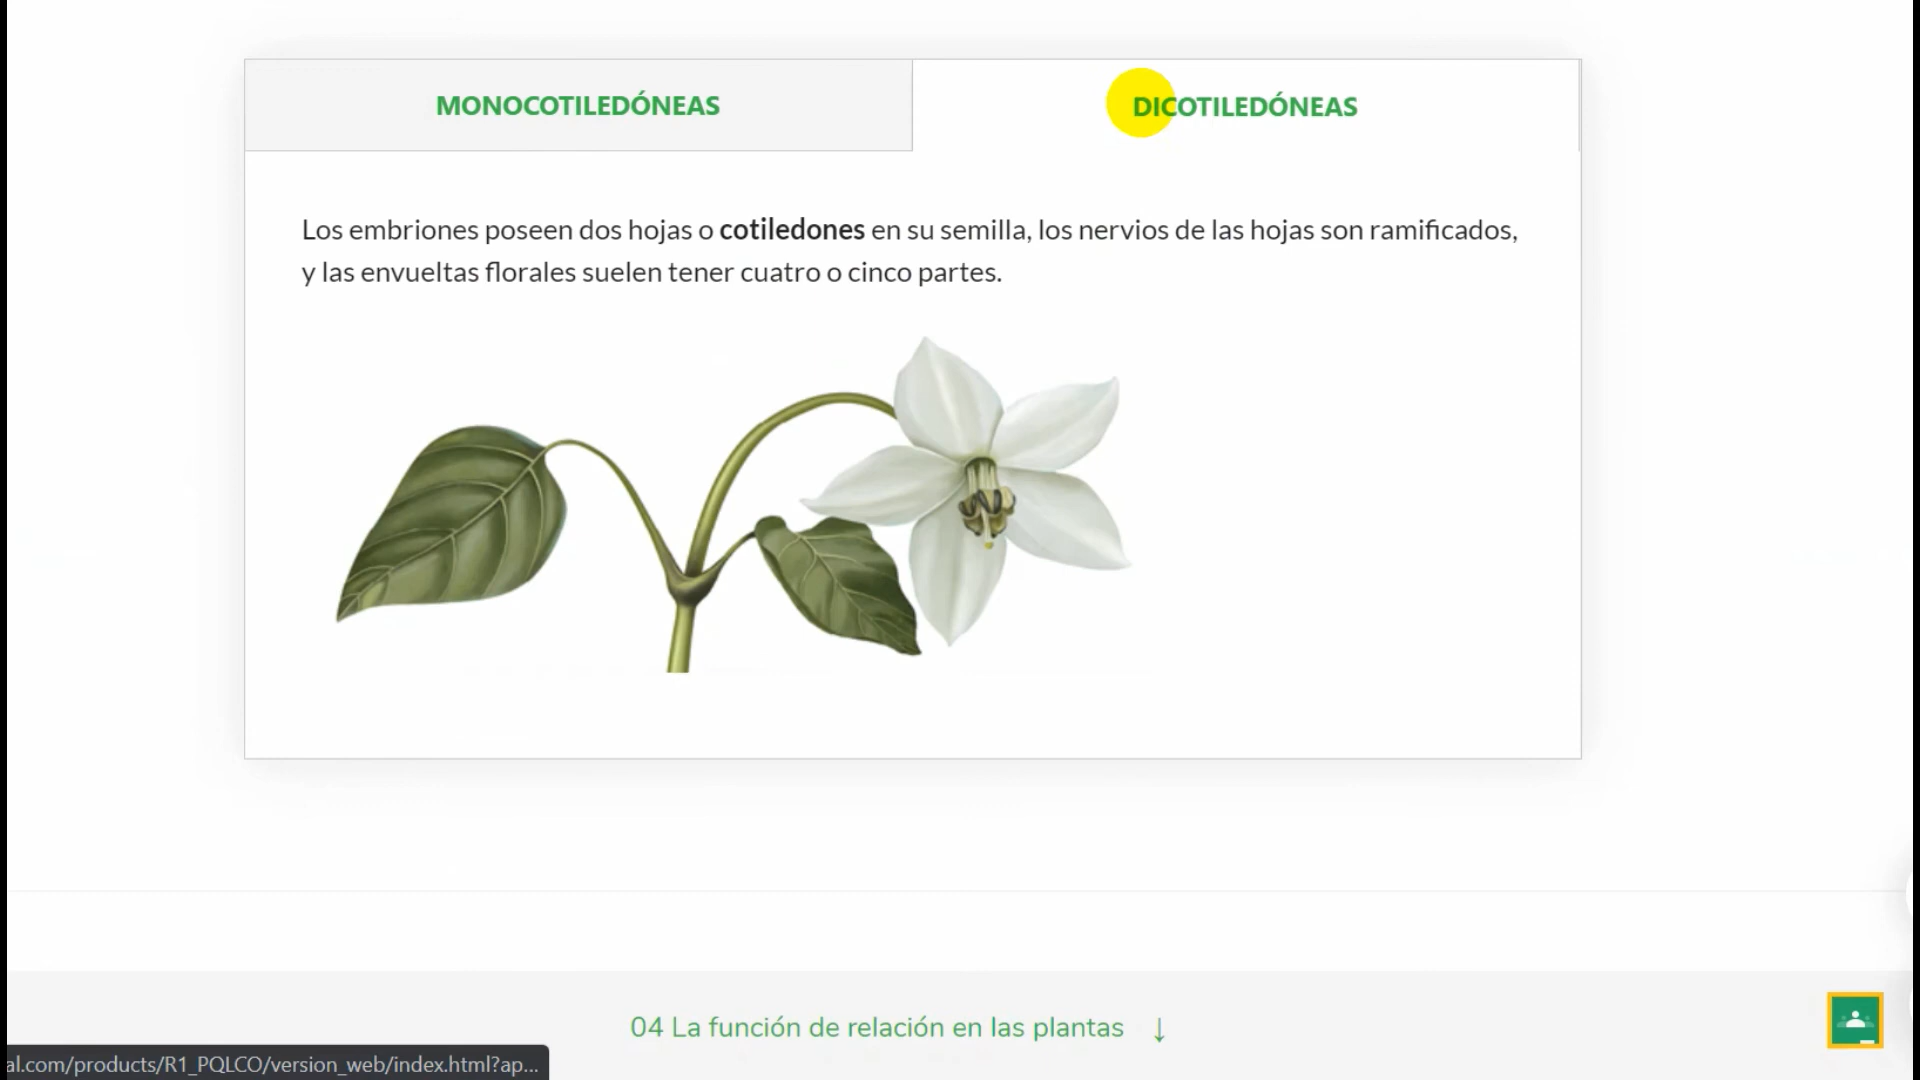 MONOCOTILEDÓNEAS
DICOTILEDÓNEAS
Los embriones poseen dos hojas o cotiledones en su semilla, los nervios de las hojas son ramificados,
y las envueltas florales suelen tener cuatro o cinco partes.
04 La función de relación en las plantas ↓
al.com/products/R1_PQLCO/version_web/index.html?ap...